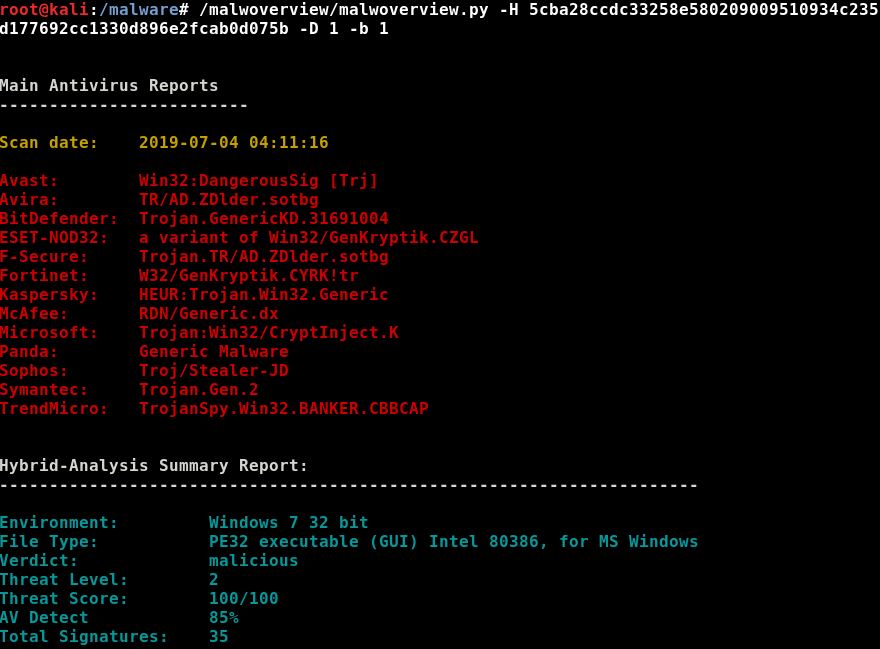 root@kali:/malware# /malwoverview/malwoverview.py -H 5cba28ccdc33258e580209009510934c235
d177692cc1330d896e2fcab0d075b -D 1 -b 1
Main Antivirus Reports
-------------------------
Scan date:    2019-07-04 04:11:16
Avast:        Win32:DangerousSig [Trj]
Avira:        TR/AD.ZDlder.sotbg
BitDefender:  Trojan.GenericKD.31691004
ESET-NOD32:   a variant of Win32/GenKryptik.CZGL
F-Secure:     Trojan.TR/AD.ZDlder.sotbg
Fortinet:     W32/GenKryptik.CYRK!tr
Kaspersky:    HEUR:Trojan.Win32.Generic
McAfee:       RDN/Generic.dx
Microsoft:    Trojan:Win32/CryptInject.K
Panda:        Generic Malware
Sophos:       Troj/Stealer-JD
Symantec:     Trojan.Gen.2
TrendMicro:   TrojanSpy.Win32.BANKER.CBBCAP
Hybrid-Analysis Summary Report:
----------------------------------------------------------------------
Environment:         Windows 7 32 bit
File Type:           PE32 executable (GUI) Intel 80386, for MS Windows
Verdict:             malicious
Threat Level:        2
Threat Score:        100/100
AV Detect            85%
Total Signatures:    35